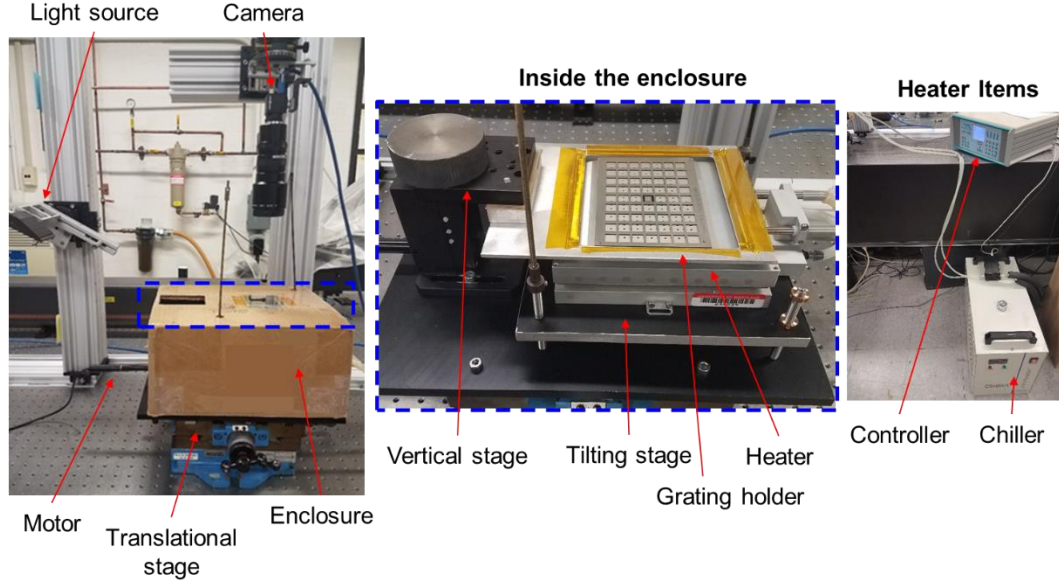 Light source
Camera
Inside the enclosure
Heater Items
Vertical stage
Tilting stage
Heater
Grating holder
Controller
Chiller
Motor
Translational
stage
Enclosure